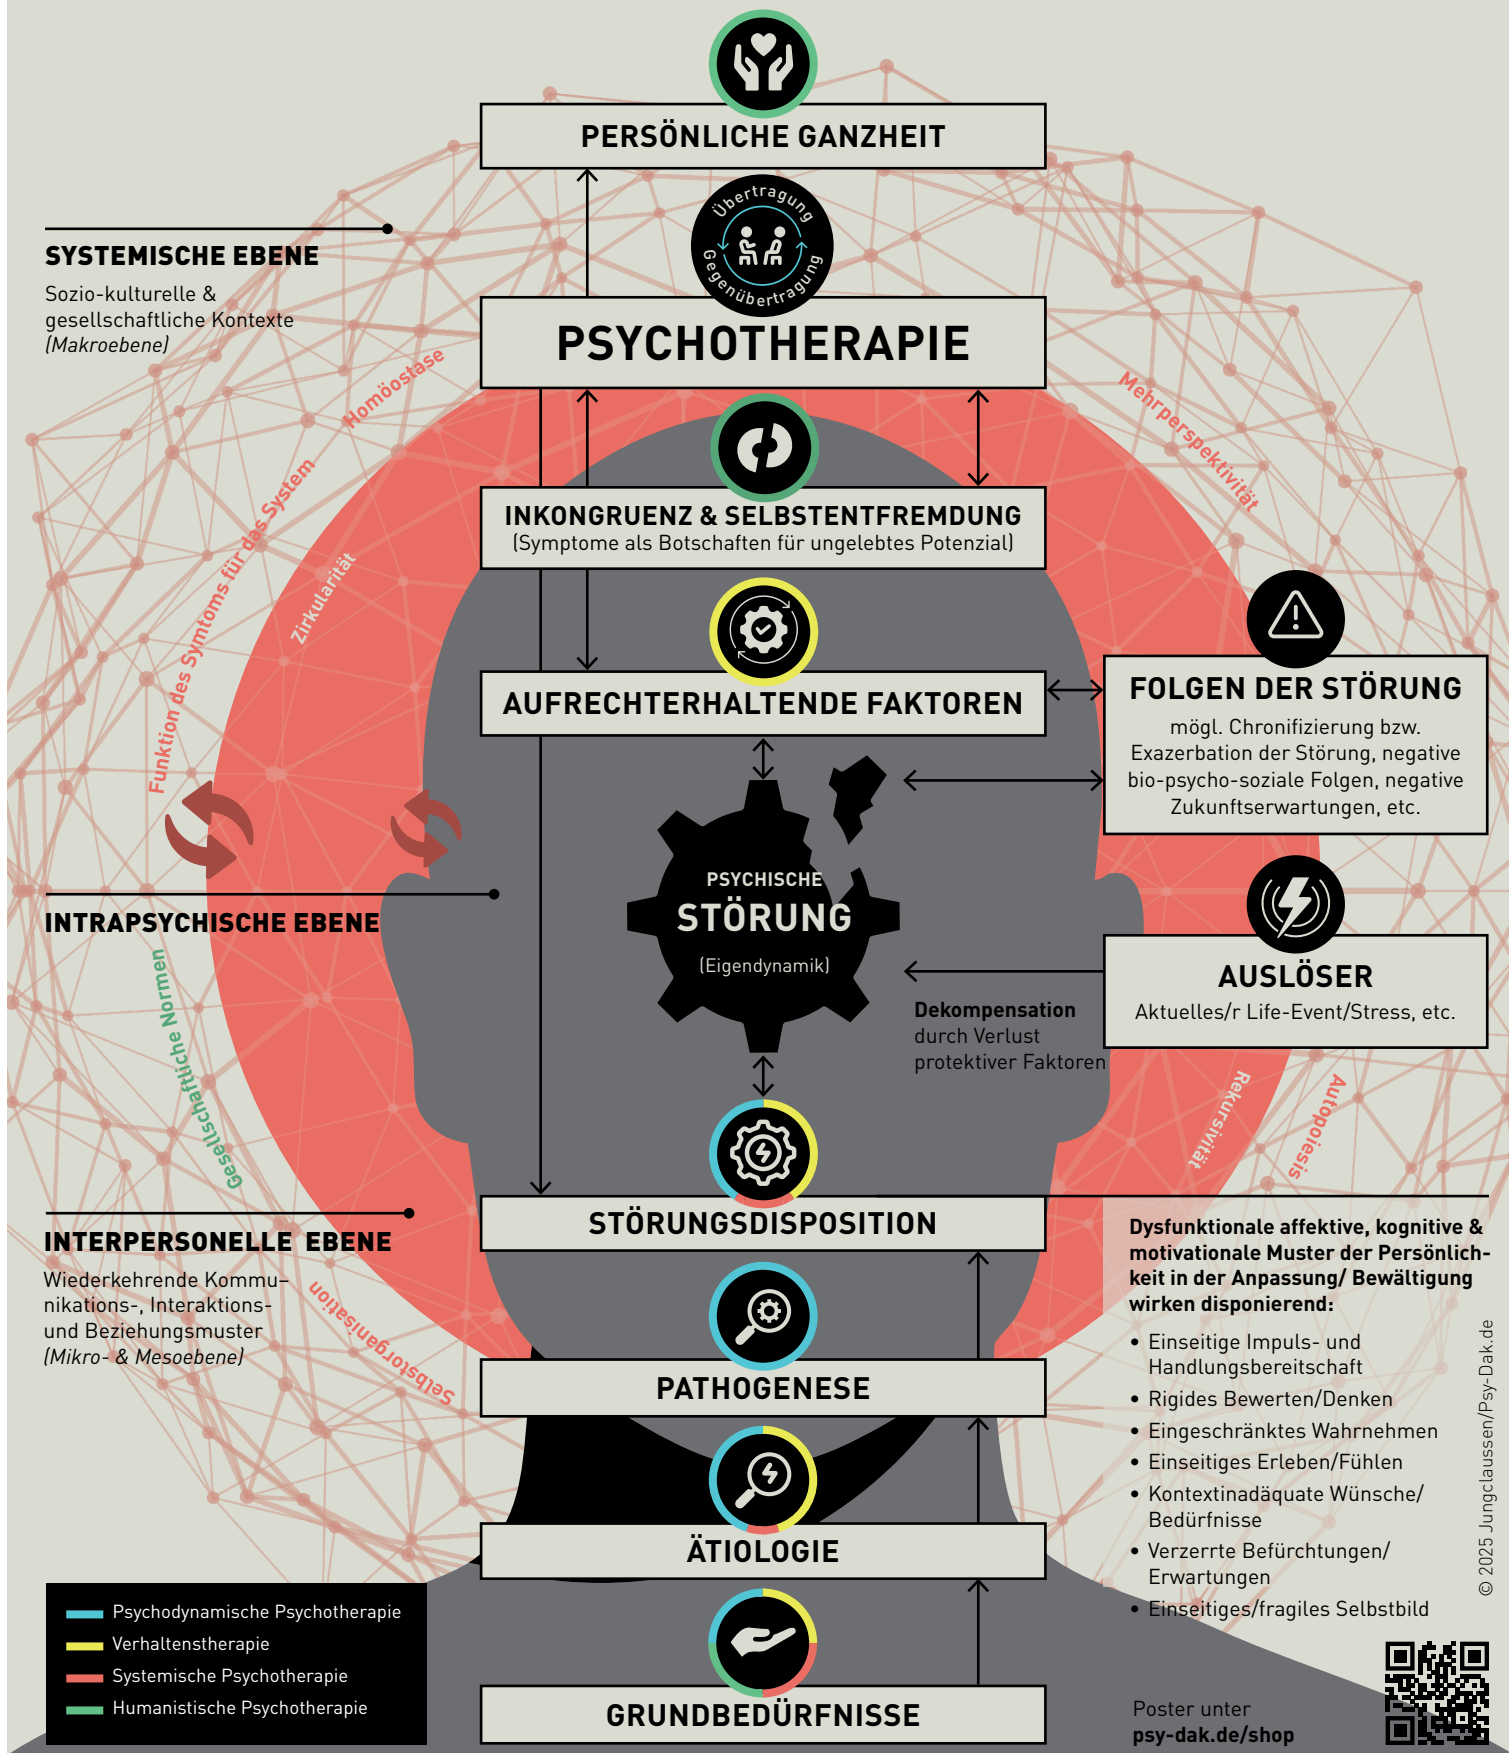 PERSÖNLICHE GANZHEIT
Übertragung
Gegenübertragung
SYSTEMISCHE EBENE
Sozio-kulturelle &
gesellschaftliche Kontexte
(Makroebene)
PSYCHOTHERAPIE
Homöostase
Mehrperspektivität
Funktion des Symtoms für das System
Zirkularität
INKONGRUENZ & SELBSTENTFREMDUNG
(Symptome als Botschaften für ungelebtes Potenzial)
AUFRECHTERHALTENDE FAKTOREN
FOLGEN DER STÖRUNG
mögl. Chronifizierung bzw.
Exazerbation der Störung, negative
bio-psycho-soziale Folgen, negative
Zukunftserwartungen, etc.
PSYCHISCHE
STÖRUNG
(Eigendynamik)
INTRAPSYCHISCHE EBENE
AUSLÖSER
Aktuelles/r Life-Event/Stress, etc.
Dekompensation
durch Verlust
protektiver Faktoren
Gesellschaftliche Normen
Rekursivität
Autopoiesis
STÖRUNGSDISPOSITION
INTERPERSONELLE EBENE
Wiederkehrende Kommu–
nikations-, Interaktions-
und Beziehungsmuster
(Mikro- & Mesoebene)
Selbstorganisation
Dysfunktionale affektive, kognitive &
motivationale Muster der Persönlich-
keit in der Anpassung/ Bewältigung
wirken disponierend:
• Einseitige Impuls- und
Handlungsbereitschaft
• Rigides Bewerten/Denken
• Eingeschränktes Wahrnehmen
• Einseitiges Erleben/Fühlen
• Kontextinadäquate Wünsche/
Bedürfnisse
• Verzerrte Befürchtungen/
Erwartungen
• Einseitiges/fragiles Selbstbild
PATHOGENESE
ÄTIOLOGIE
GRUNDBEDÜRFNISSE
Psychodynamische Psychotherapie
Verhaltenstherapie
Systemische Psychotherapie
Humanistische Psychotherapie
Poster unter
psy-dak.de/shop
© 2025 Jungclaussen/Psy-Dak.de